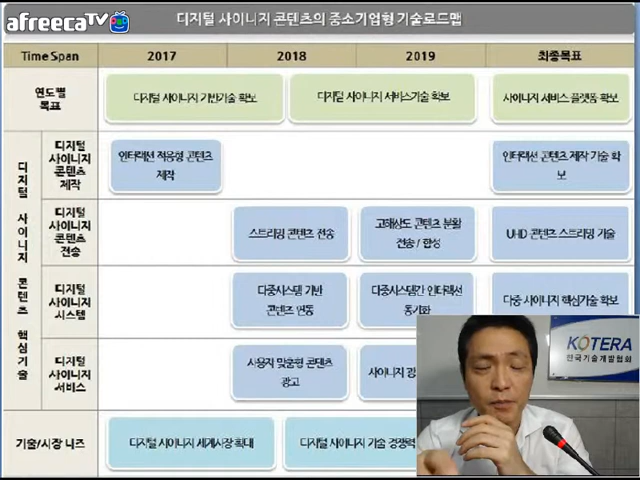 afreecaTV
디지털 사이니지 콘텐츠의 중소기업형 기술로드맵
Time Span
2017
2018
2019
최종목표
연도별
목표
디지털 사이니지 기반기술 확보
디지털 사이니지 서비스기술 확보
사이니지 서비스 플랫폼 확보
디지털 사이니지 콘텐츠 핵심기술
디지털
사이니지
콘텐츠
제작
인터랙션 적응형 콘텐츠
제작
인터랙션 콘텐츠 제작 기술 확
보
디지털
사이니지
콘텐츠
전송
스트리밍 콘텐츠 전송
고해상도 콘텐츠 분할
전송 / 합성
UHD 콘텐츠 스트리밍 기술
디지털
사이니지
시스템
다중시스템 기반
콘텐츠 연동
다중시스템간 인터랙션
동기화
다중 사이니지 핵심기술 확보
디지털
사이니지
서비스
사용자 맞춤형 콘텐츠
광고
사이니지
기술/시장 니즈
디지털 사이니지 세계시장 확대
디지털 사이니지 기술 경쟁력
KOTERA
한국기술개발협회